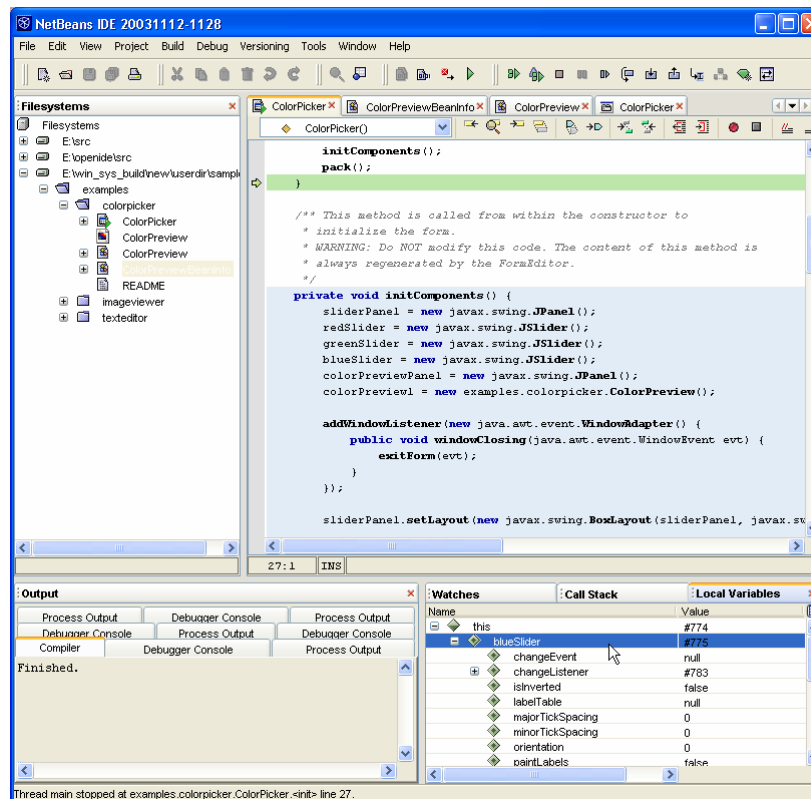 NetBeans IDE 20031112-1128
File Edit View Project Build Debug Versioning Tools Window Help
Filesystems
Filesystems
E:\src
E:\openide\src
E:\win_sys_build\new\userdir\sampl
examples
colorpicker
ColorPicker
ColorPreview
ColorPreview
ColorPreviewBeanInfo
README
imageviewer
texteditor
ColorPicker ColorPreviewBeanInfo ColorPreview ColorPicker
ColorPicker()
initComponents();
pack();
}
/** This method is called from within the constructor to
* initialize the form.
* WARNING: Do NOT modify this code. The content of this method is
* always regenerated by the FormEditor.
*/
private void initComponents() {
sliderPanel = new javax.swing.JPanel();
redSlider = new javax.swing.JSlider();
greenSlider = new javax.swing.JSlider();
blueSlider = new javax.swing.JSlider();
colorPreviewPanel = new javax.swing.JPanel();
colorPreview1 = new examples.colorpicker.ColorPreview();
addWindowListener(new java.awt.event.WindowAdapter() {
public void windowClosing(java.awt.event.WindowEvent evt) {
exitForm(evt);
}
});
sliderPanel.setLayout(new javax.swing.BoxLayout(sliderPanel, javax.sw
27:1 INS
Output
Process Output Debugger Console Process Output
Debugger Console Process Output Debugger Console
Compiler Debugger Console Process Output
Finished.
Watches Call Stack Local Variables
Name Value
this #774
blueSlider #775
changeEvent null
changeListener #783
isInverted false
labelTable null
majorTickSpacing 0
minorTickSpacing 0
orientation 0
paintLabels false
Thread main stopped at examples.colorpicker.ColorPicker.<init> line 27.